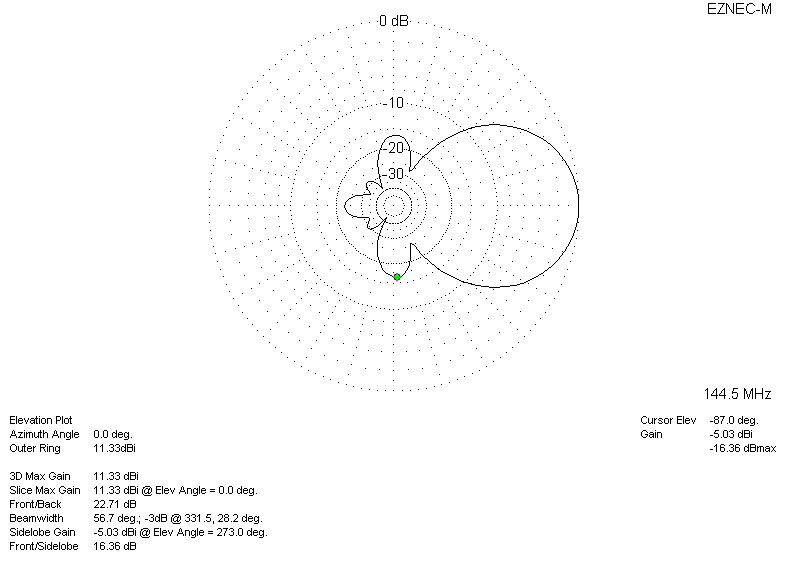 EZNEC-M
0 dB
-10
-20
-30
144.5 MHz
Elevation Plot
Azimuth Angle 0.0 deg.
Outer Ring 11.33dBi
3D Max Gain 11.33 dBi
Slice Max Gain 11.33 dBi @ Elev Angle = 0.0 deg.
Front/Back 22.71 dB
Beamwidth 56.7 deg.; -3dB @ 331.5, 28.2 deg.
Sidelobe Gain -5.03 dBi @ Elev Angle = 273.0 deg.
Front/Sidelobe 16.36 dB
Cursor Elev -87.0 deg.
Gain -5.03 dBi
-16.36 dBmax